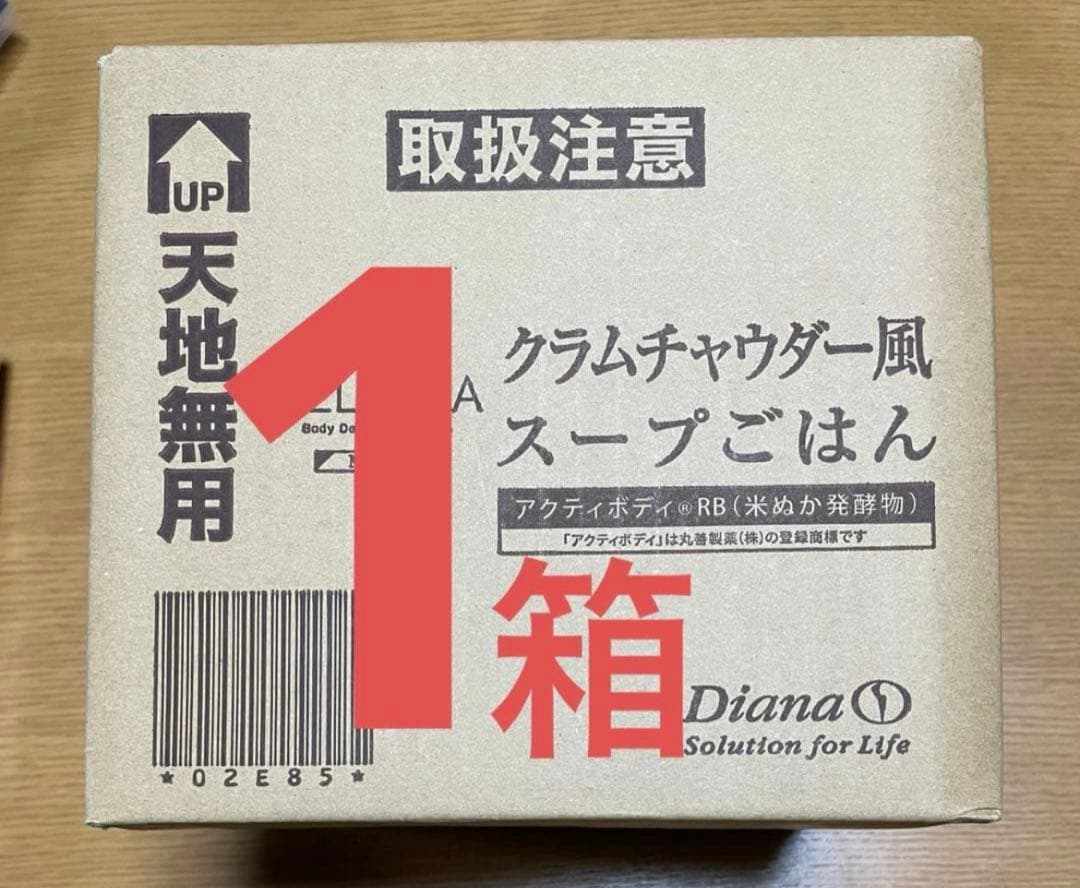 取扱注意
UP
天地無用
クラムチャウダー風
スープごはん
アクティボディ®RB(米ぬか発酵物)
「アクティボディ」は丸善製薬(株)の登録商標です
A
Body
1箱
Diana
Solution for Life
*02E85*